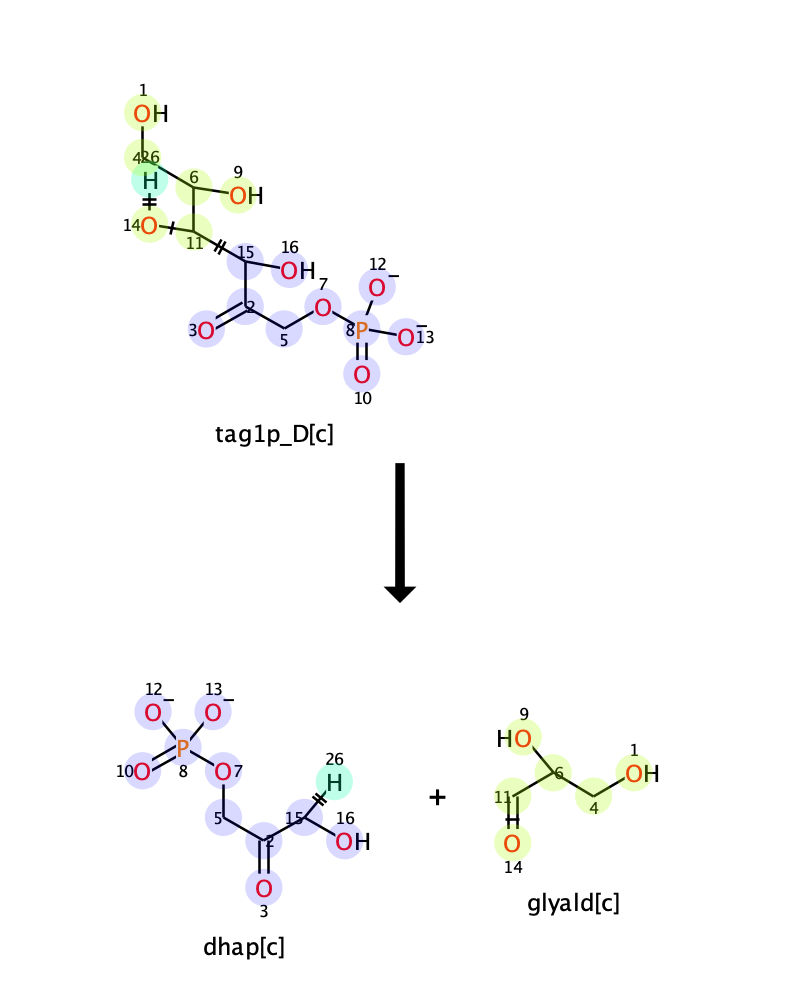 1
OH
4 26
H
6
9
OH
14 O
11
15
16
OH
12
O−
7
O
2
3 O
5
8 P
O− 13
O
10
tag1p_D[c]
12
O−
13
O−
10 O
P
8
O 7
26
H
5
2
15
16
OH
O
3
dhap[c]
+
9
HO
1
OH
6
11
4
O
14
glyald[c]